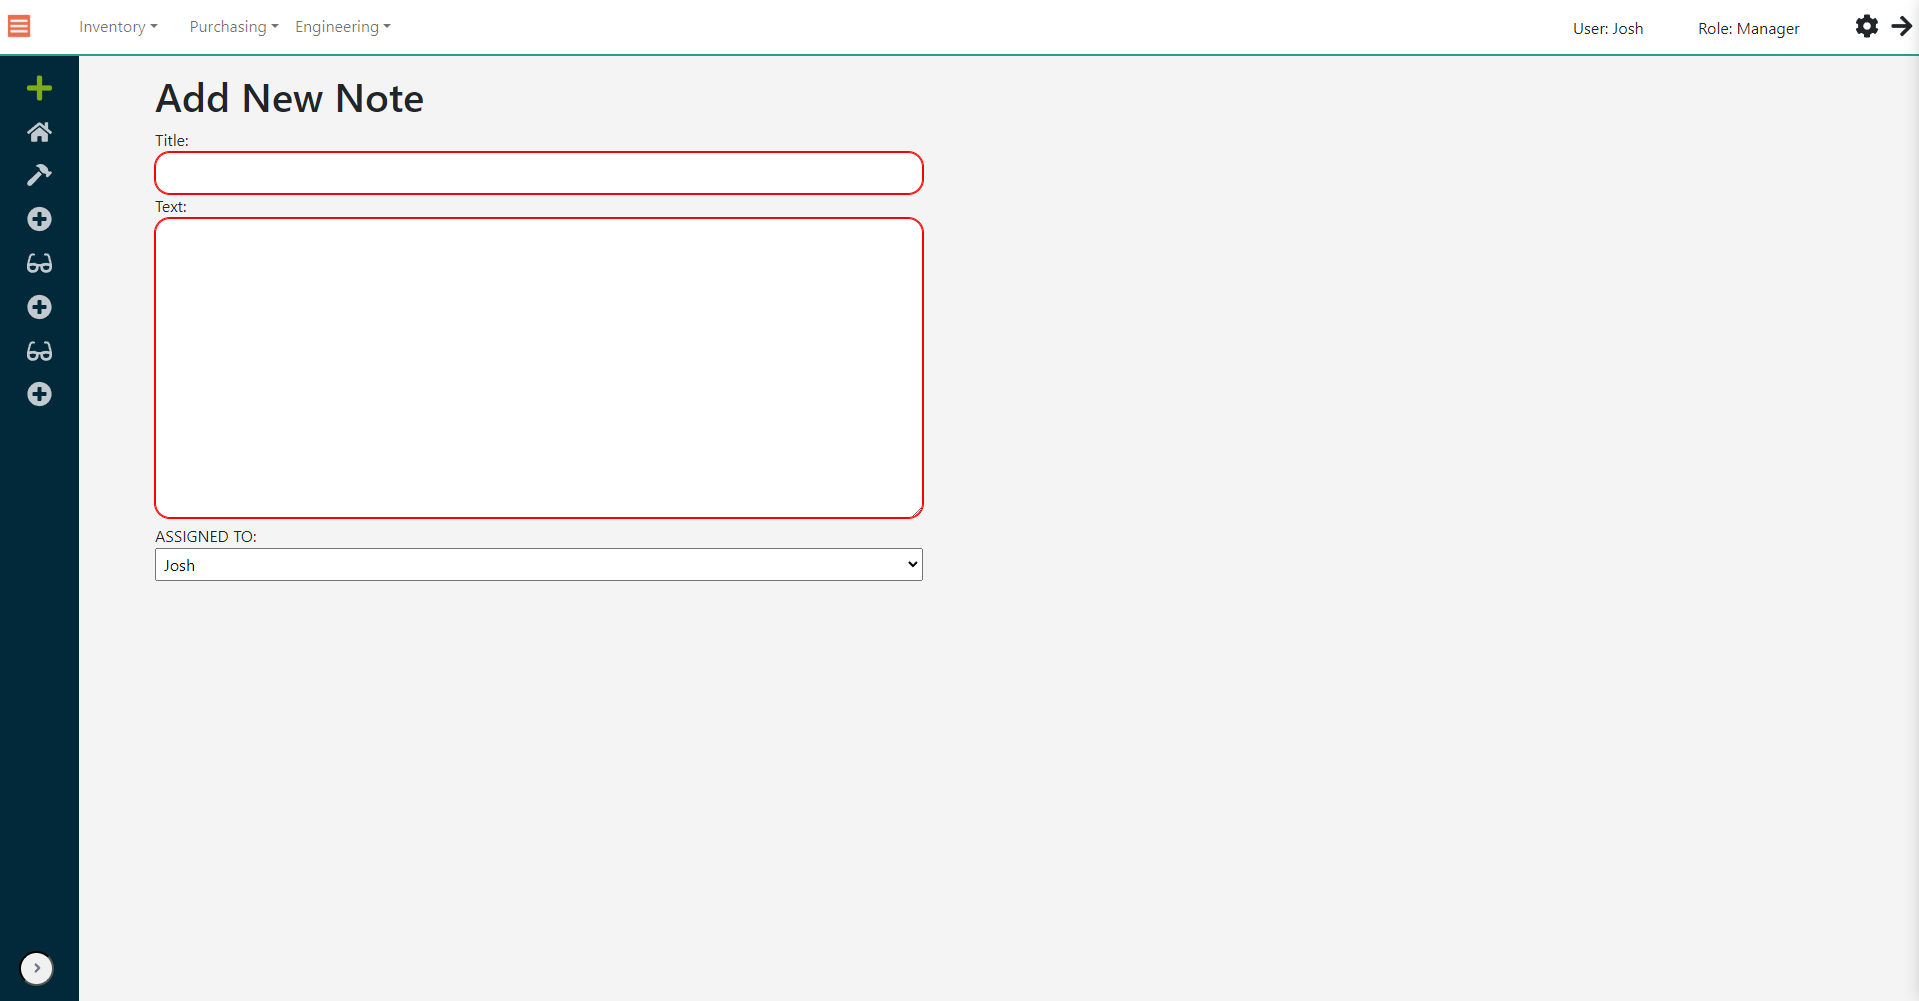 Inventory Purchasing Engineering User: Josh Role: Manager
Add New Note
Title:
Text:
ASSIGNED TO:
Josh